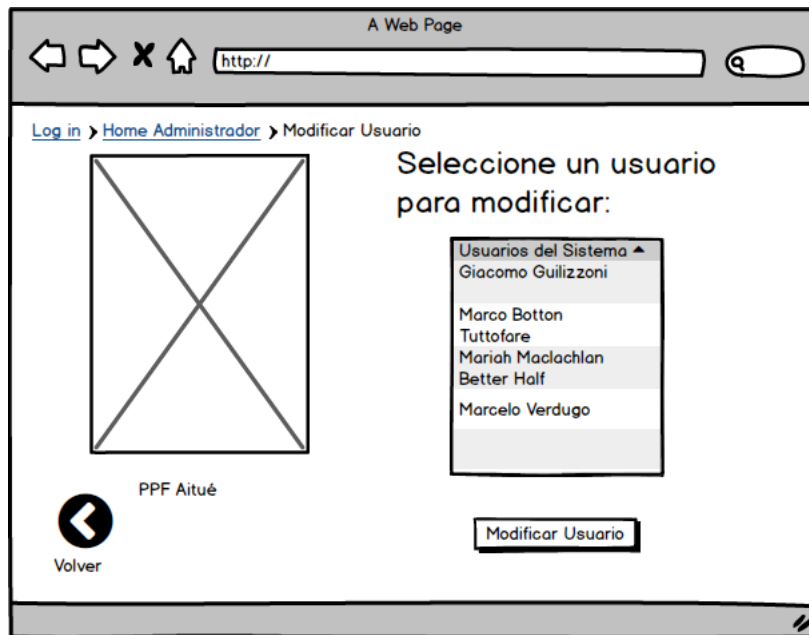 A Web Page
http://
Log in Home Administrador Modificar Usuario
Seleccione un usuario
para modificar:
Usuarios del Sistema
Giacomo Guilizzoni
Marco Botton
Tuttofare
Mariah Maclachlan
Better Half
Marcelo Verdugo
PPF Aitué
Modificar Usuario
Volver